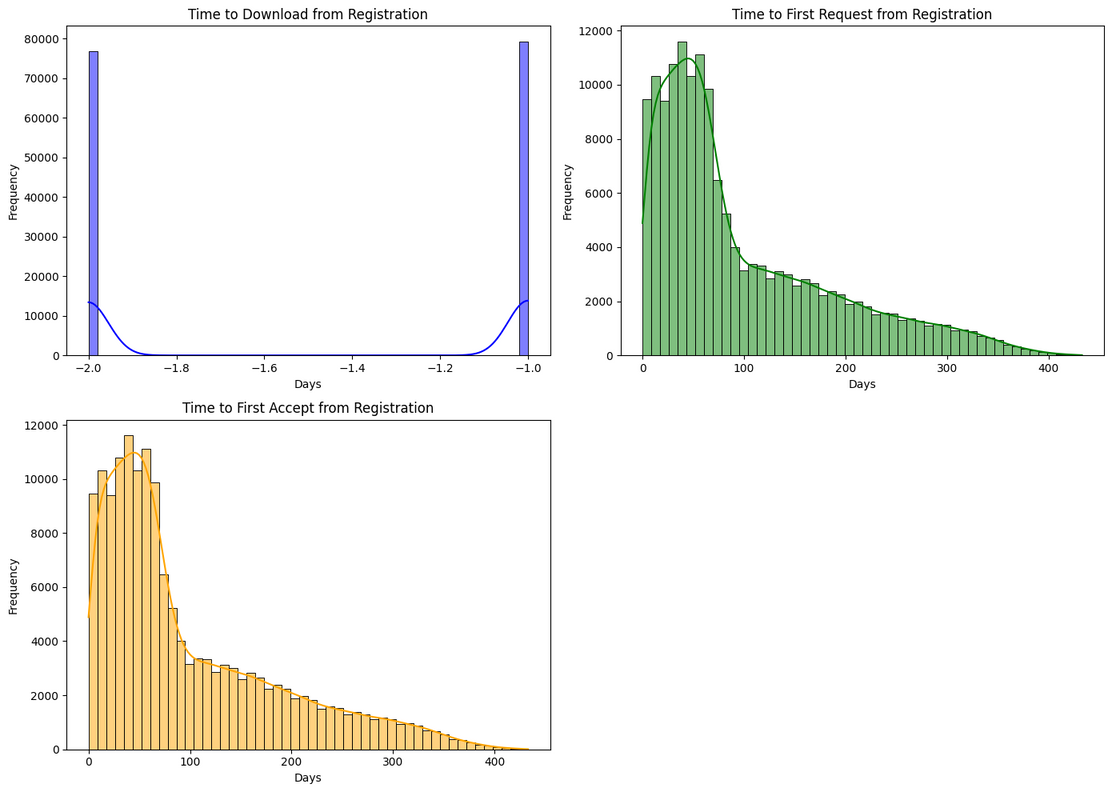 Time to Download from Registration
Frequency
80000
70000
60000
50000
40000
30000
20000
10000
0
−2.0 −1.8 −1.6 −1.4 −1.2 −1.0
Days
Time to First Request from Registration
Frequency
12000
10000
8000
6000
4000
2000
0
0 100 200 300 400
Days
Time to First Accept from Registration
Frequency
12000
10000
8000
6000
4000
2000
0
0 100 200 300 400
Days